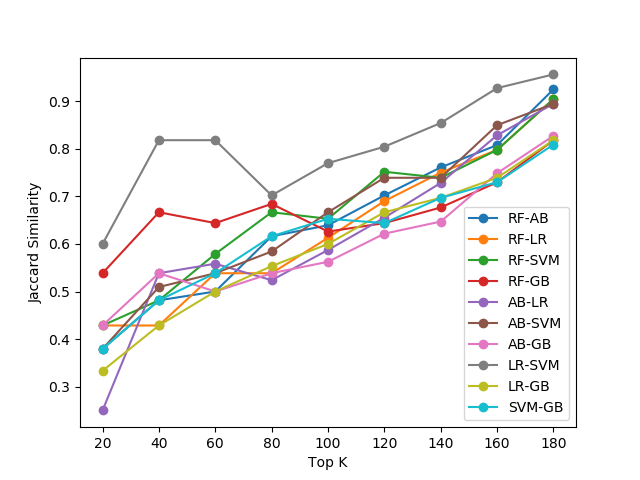 0.9
0.8
0.7
0.6
0.5
0.4
0.3
Jaccard Similarity
20 40 60 80 100 120 140 160 180
Top K
RF-AB
RF-LR
RF-SVM
RF-GB
AB-LR
AB-SVM
AB-GB
LR-SVM
LR-GB
SVM-GB